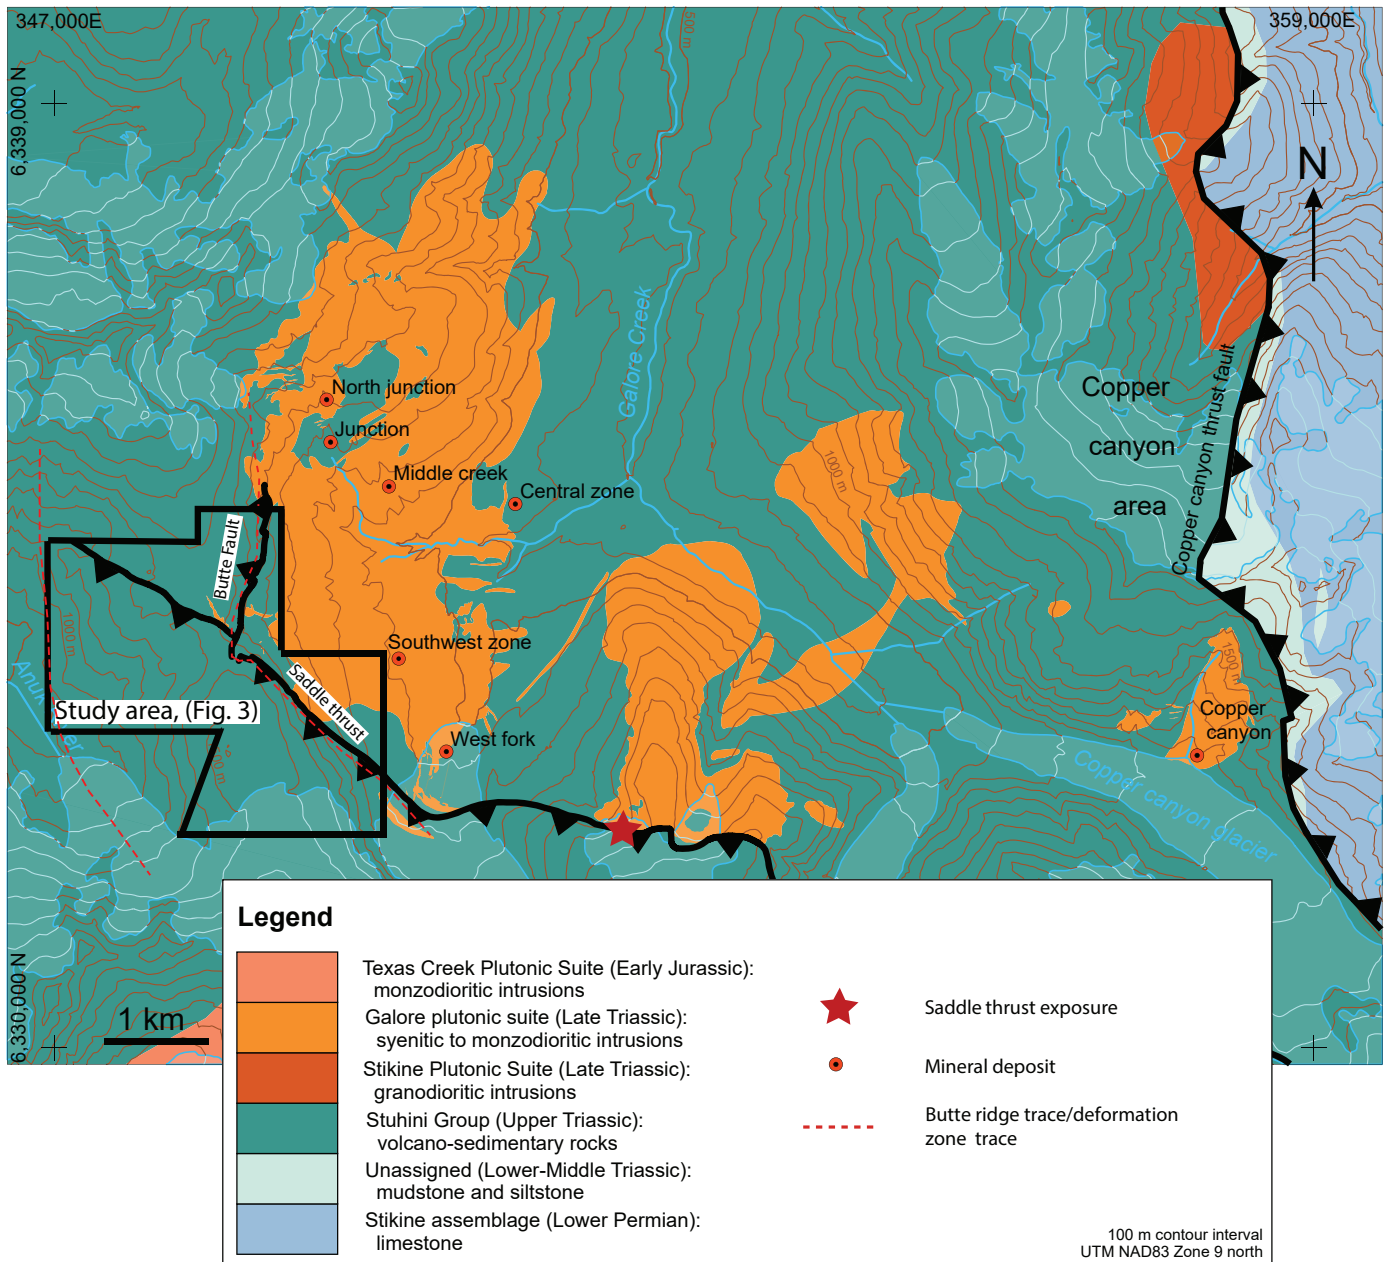 347,000E
359,000E
6,339,000 N
500 m
N
Galore Creek
North junction
Junction
Middle creek
Central zone
1000 m
Copper
canyon
area
Copper canyon thrust fault
Butte Fault
1000 m
Southwest zone
Saddle thrust
Study area, (Fig. 3)
West fork
1500 m
Copper
canyon
Copper canyon glacier
6,330,000 N
1 km
Legend
Texas Creek Plutonic Suite (Early Jurassic):
monzodioritic intrusions
Galore plutonic suite (Late Triassic):
syenitic to monzodioritic intrusions
Stikine Plutonic Suite (Late Triassic):
granodioritic intrusions
Stuhini Group (Upper Triassic):
volcano-sedimentary rocks
Unassigned (Lower-Middle Triassic):
mudstone and siltstone
Stikine assemblage (Lower Permian):
limestone
Saddle thrust exposure
Mineral deposit
Butte ridge trace/deformation
zone trace
100 m contour interval
UTM NAD83 Zone 9 north